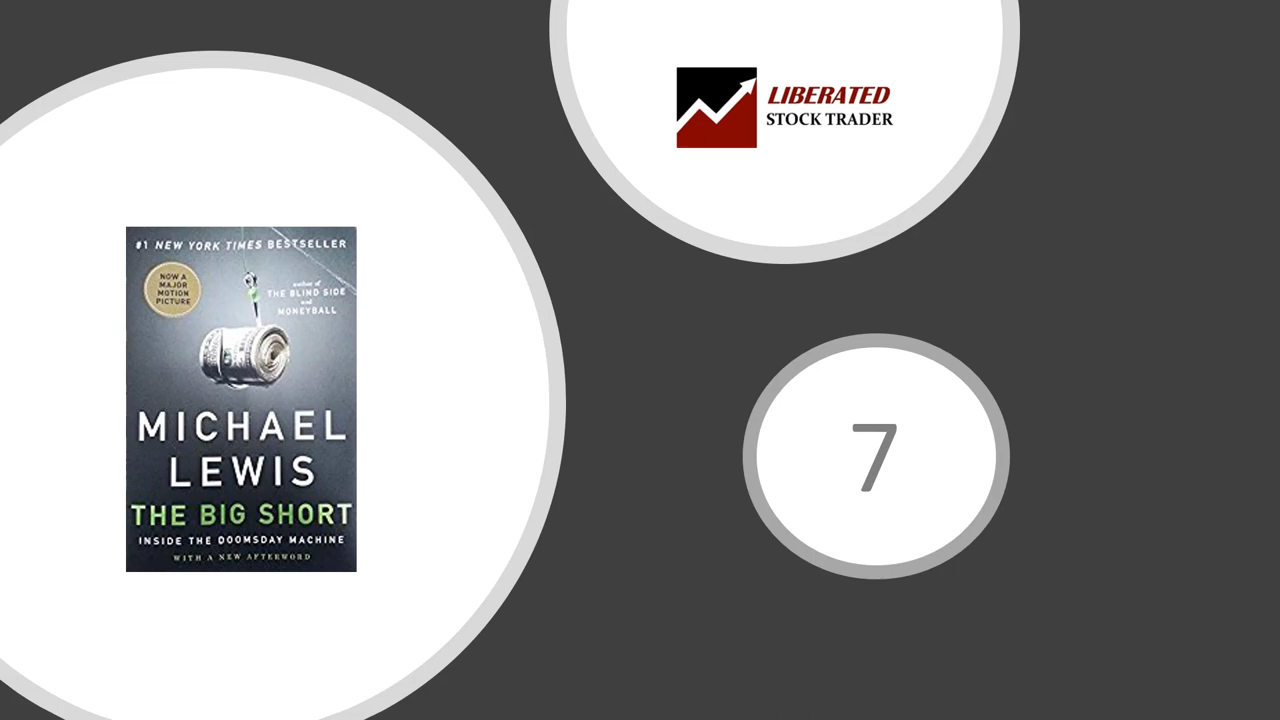 LIBERATED
STOCK TRADER
#1 NEW YORK TIMES BESTSELLER
NOW A
MAJOR
MOTION
PICTURE
author of
THE BLIND SIDE
and
MONEYBALL
MICHAEL
LEWIS
THE BIG SHORT
INSIDE THE DOOMSDAY MACHINE
WITH A NEW AFTERWORD
7